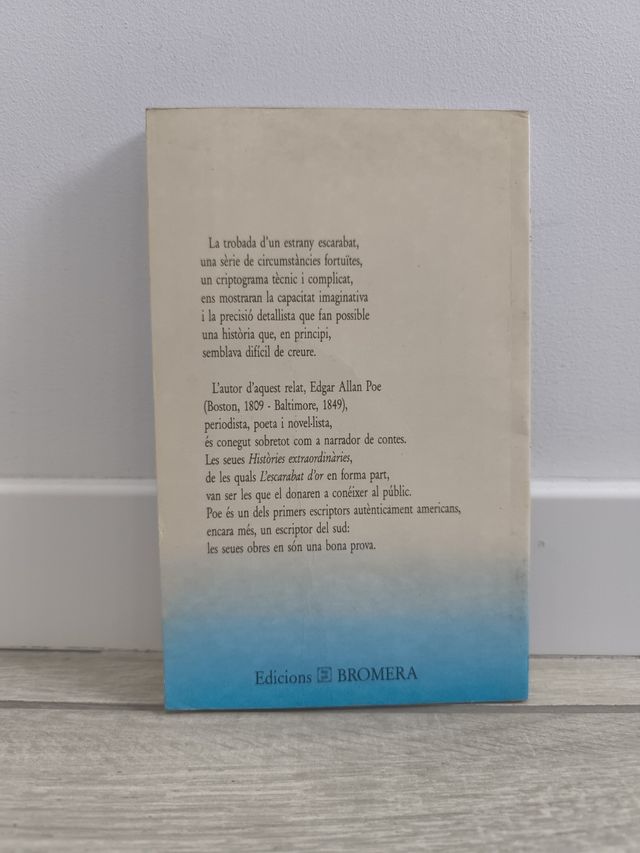 La trobada d'un estrany escarabat,
una sèrie de circumstàncies fortuïtes,
un criptograma tècnic i complicat,
ens mostraran la capacitat imaginativa
i la precisió detallista que fan possible
una història que, en principi,
semblava difícil de creure.
L'autor d'aquest relat, Edgar Allan Poe
(Boston, 1809 - Baltimore, 1849),
periodista, poeta i novel·lista,
és conegut sobretot com a narrador de contes.
Les seues Històries extraordinàries,
de les quals L'escarabat d'or en forma part,
van ser les que el donaren a conéixer al públic.
Poe és un dels primers escriptors autènticament americans,
encara més, un escriptor del sud:
les seues obres en són una bona prova.
Edicions BROMERA